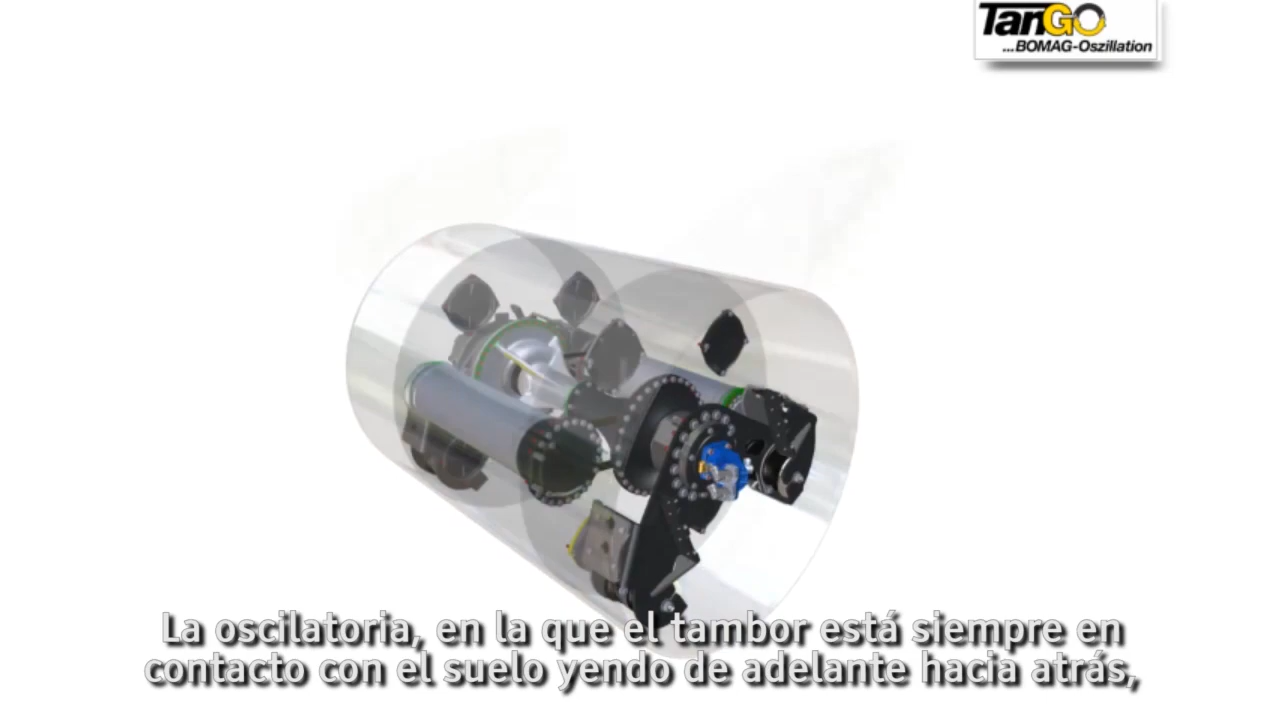 TanGO
...BOMAG-Oszillation
La oscilatoria, en la que el tambor está siempre en
contacto con el suelo yendo de adelante hacia atrás,